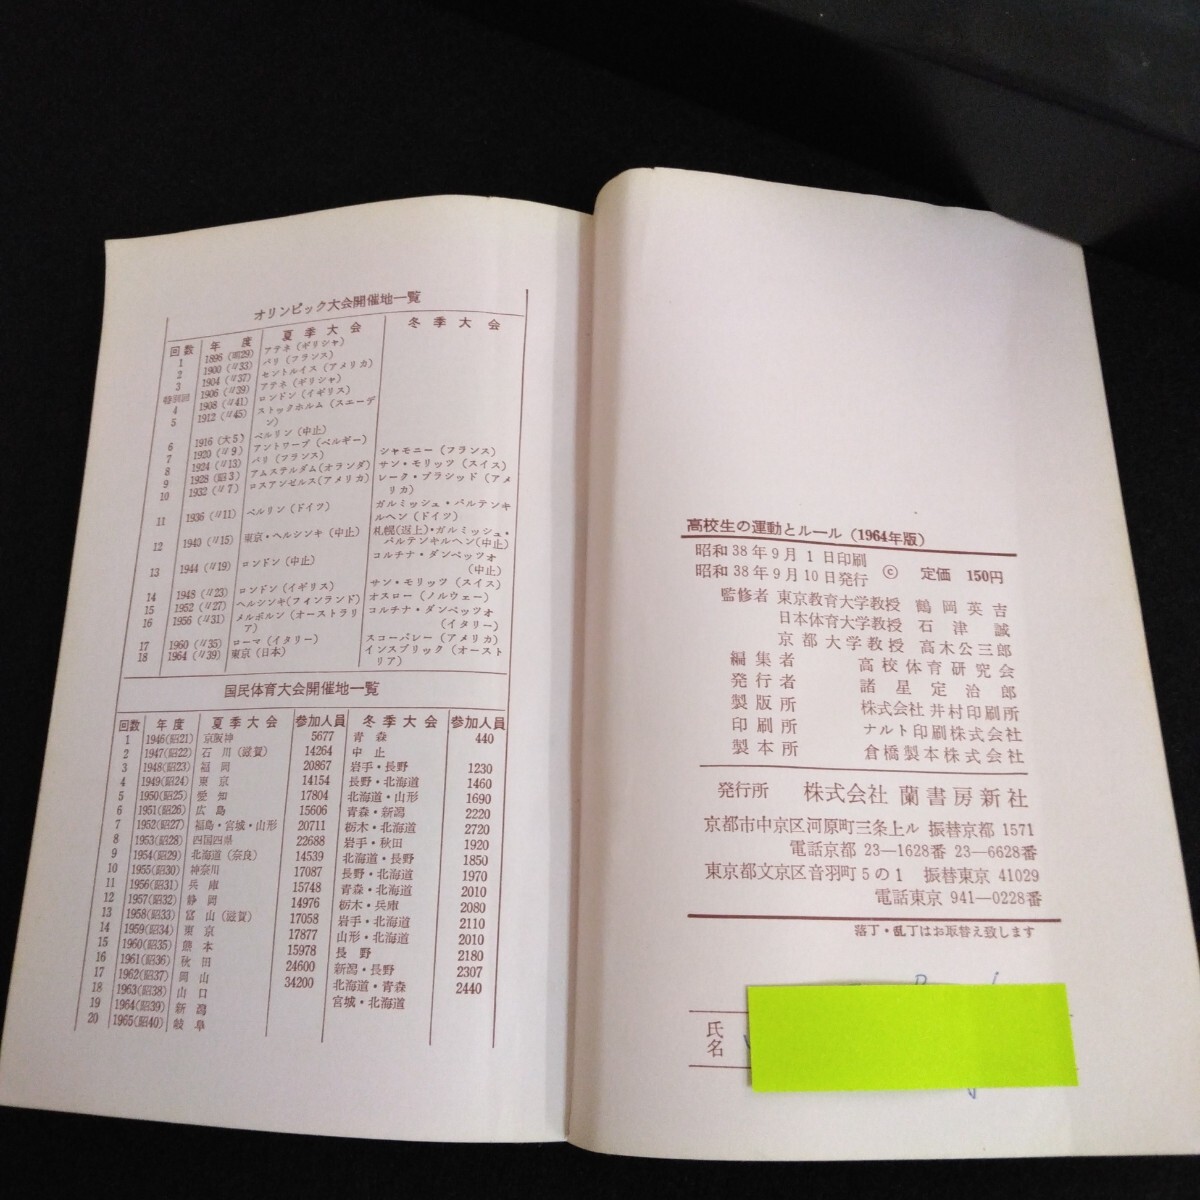 オリンピック大会開催地一覧
回数 年度 夏季大会 冬季大会
1 1896(明29) アテネ(ギリシャ)
2 1900(〃33) パリ(フランス)
3 1904(〃37) セントルイス(アメリカ)
特別回 1906(〃39) アテネ(ギリシャ)
4 1908(〃41) ロンドン(イギリス)
5 1912(〃45) ストックホルム(スエーデ
ン)
6 1916(大5) ベルリン(中止)
7 1920(〃9) アントワープ(ベルギー)
8 1924(〃13) パリ(フランス) シャモニー(フランス)
9 1928(昭3) アムステルダム(オランダ) サン・モリッツ(スイス)
10 1932(〃7) ロスアンゼルス(アメリカ) レーク・プラシッド(アメ
リカ)
11 1936(〃11) ベルリン(ドイツ) ガルミッシュ・パルテンキ
ルヘン(ドイツ)
12 1940(〃15) 東京・ヘルシンキ(中止) 札幌(返上)・ガルミッシュ・
パルテンキルヘン(中止)
13 1944(〃19) ロンドン(中止) コルチナ・ダンペッツオ
(中止)
14 1948(〃23) ロンドン(イギリス) サン・モリッツ(スイス)
15 1952(〃27) ヘルシンキ(フィンランド) オスロー(ノルウェー)
16 1956(〃31) メルボルン(オーストラリ
ア) コルチナ・ダンペッツオ
(イタリー)
17 1960(〃35) ローマ(イタリー) スコーバレー(アメリカ)
18 1964(〃39) 東京(日本) インスブリック(オースト
リア)
国民体育大会開催地一覧
回数 年度 夏季大会 参加人員 冬季大会 参加人員
1 1946(昭21) 京阪神 5677 青森 440
2 1947(昭22) 石川(滋賀) 14264 中止
3 1948(昭23) 福岡 20867 岩手・長野 1230
4 1949(昭24) 東京 14154 長野・北海道 1460
5 1950(昭25) 愛知 17804 北海道・山形 1690
6 1951(昭26) 広島 15606 青森・新潟 2220
7 1952(昭27) 福島・宮城・山形 20711 栃木・北海道 2720
8 1953(昭28) 四国四県 22688 岩手・秋田 1920
9 1954(昭29) 北海道(奈良) 14539 北海道・長野 1850
10 1955(昭30) 神奈川 17087 長野・北海道 1970
11 1956(昭31) 兵庫 15748 青森・北海道 2010
12 1957(昭32) 静岡 14976 栃木・兵庫 2080
13 1958(昭33) 富山(滋賀) 17058 岩手・北海道 2110
14 1959(昭34) 東京 17877 山形・北海道 2010
15 1960(昭35) 熊本 15978 長野 2180
16 1961(昭36) 秋田 24600 新潟・長野 2307
17 1962(昭37) 岡山 34200 北海道・青森 2440
18 1963(昭38) 山口 宮城・北海道
19 1964(昭39) 新潟
20 1965(昭40) 岐阜
高校生の運動とルール(1964年版)
昭和38年9月1日印刷
昭和38年9月10日発行 © 定価 150円
監修者 東京教育大学教授 鶴岡英吉
日本体育大学教授 石津誠
京都大学教授 高木公三郎
編集者 高校体育研究会
発行者 諸星定治郎
製版所 株式会社井村印刷所
印刷所 ナルト印刷株式会社
製本所 倉橋製本株式会社
発行所 株式会社 蘭書房新社
京都市中京区河原町三条上ル 振替京都 1571
電話京都 23―1628番 23―6628番
東京都文京区音羽町5の1 振替東京 41029
電話東京 941―0228番
落丁・乱丁はお取替え致します
氏名